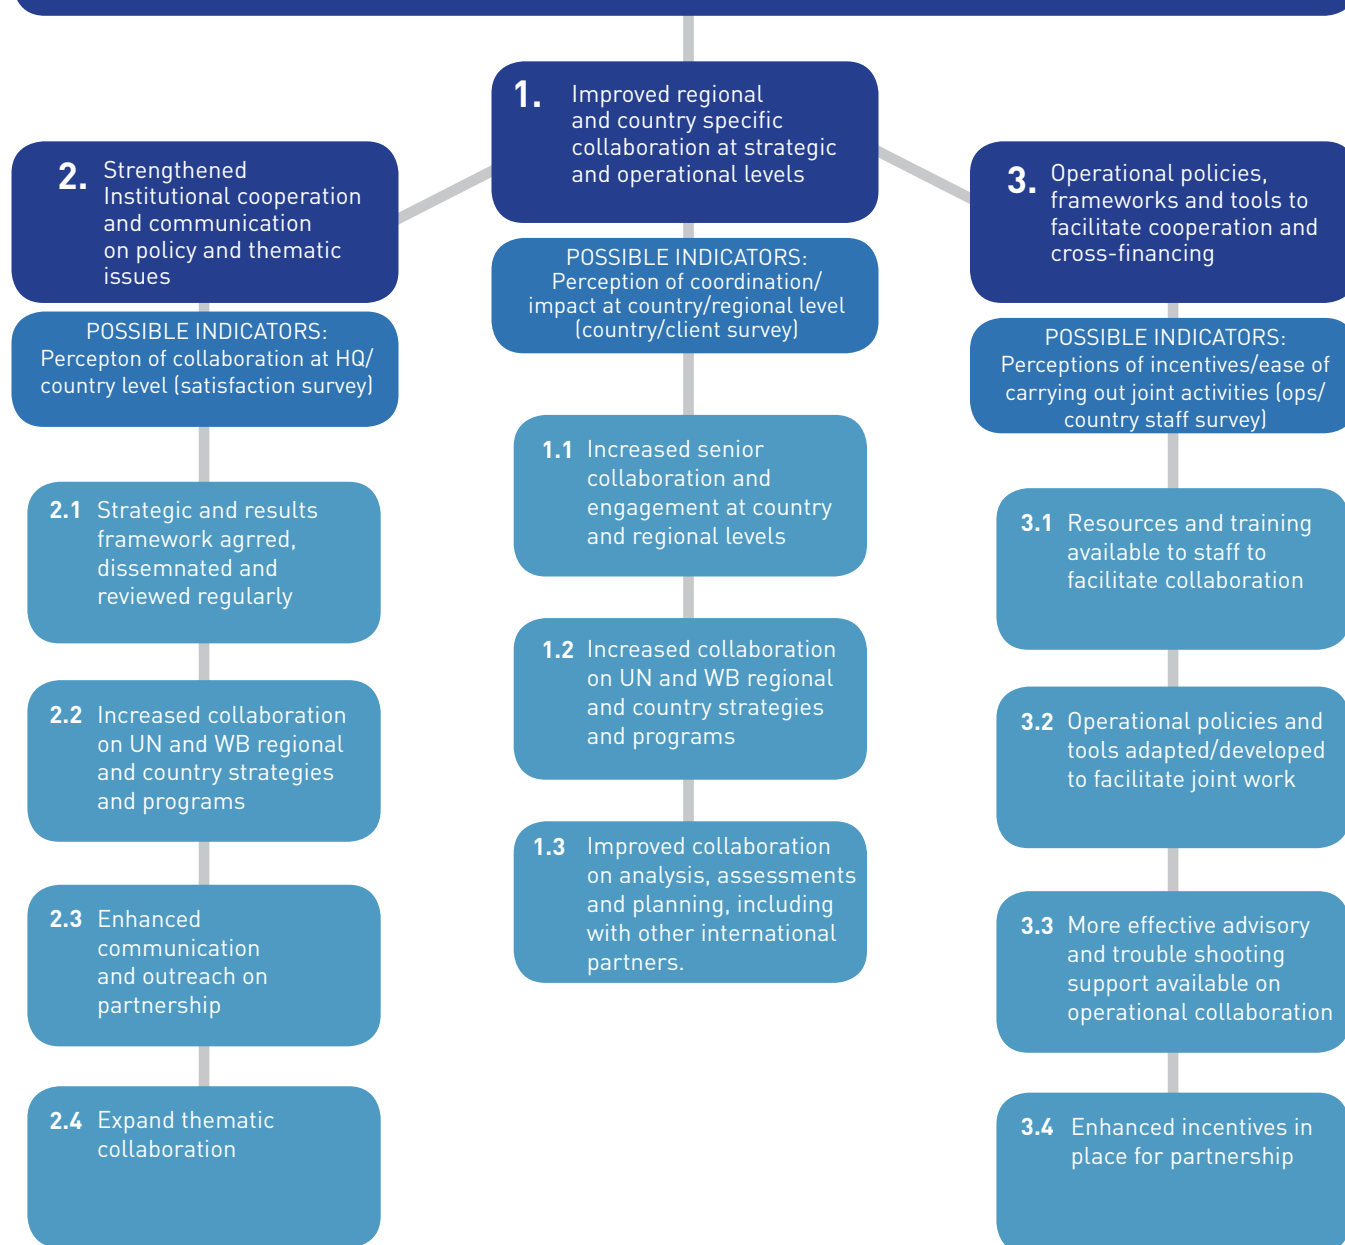 1. Improved regional
and country specific
collaboration at strategic
and operational levels
POSSIBLE INDICATORS:
Perception of coordination/
impact at country/regional level
(country/client survey)
1.1 Increased senior
collaboration and
engagement at country
and regional levels
1.2 Increased collaboration
on UN and WB regional
and country strategies
and programs
1.3 Improved collaboration
on analysis, assessments
and planning, including
with other international
partners.
2. Strengthened
Institutional cooperation
and communication
on policy and thematic
issues
POSSIBLE INDICATORS:
Percepton of collaboration at HQ/
country level (satisfaction survey)
2.1 Strategic and results
framework agrred,
dissemnated and
reviewed regularly
2.2 Increased collaboration
on UN and WB regional
and country strategies
and programs
2.3 Enhanced
communication
and outreach on
partnership
2.4 Expand thematic
collaboration
3. Operational policies,
frameworks and tools to
facilitate cooperation and
cross-financing
POSSIBLE INDICATORS:
Perceptions of incentives/ease of
carrying out joint activities (ops/
country staff survey)
3.1 Resources and training
available to staff to
facilitate collaboration
3.2 Operational policies and
tools adapted/developed
to facilitate joint work
3.3 More effective advisory
and trouble shooting
support available on
operational collaboration
3.4 Enhanced incentives in
place for partnership